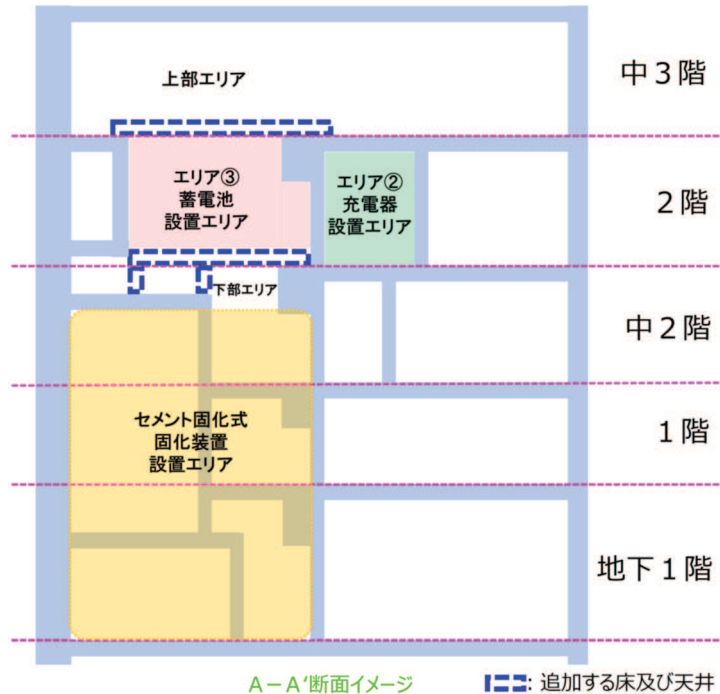 上部エリア
中3階
エリア③
蓄電池
設置エリア
エリア②
充電器
設置エリア
2階
下部エリア
中2階
セメント固化式
固化装置
設置エリア
1階
地下1階
A－A'断面イメージ
：追加する床及び天井